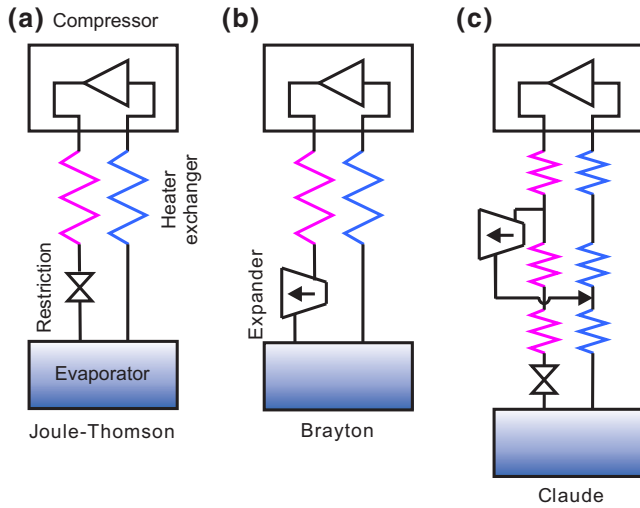 (a) Compressor
(b)
(c)
Heater
exchanger
Restriction
Expander
Evaporator
Joule-Thomson
Brayton
Claude